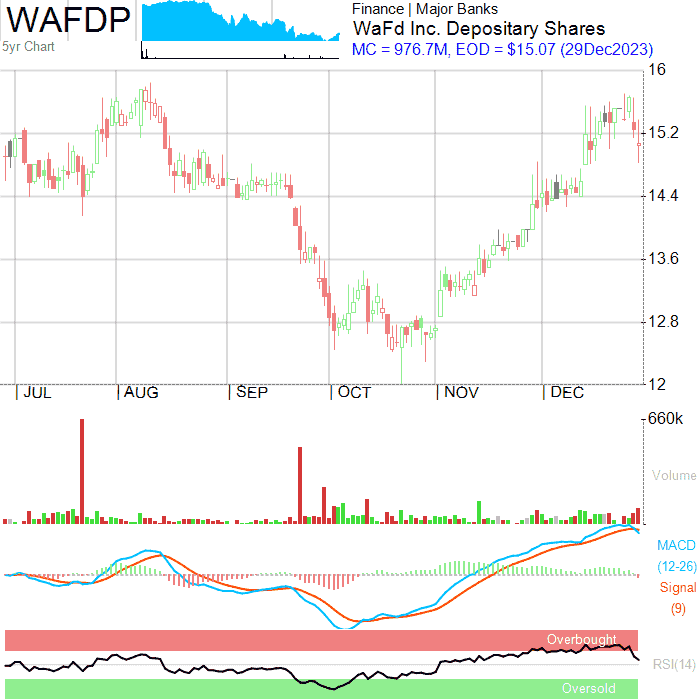 WAFDP
5yr Chart
Finance | Major Banks
WaFd Inc. Depositary Shares
MC = 976.7M, EOD = $15.07 (29Dec2023)
16
15.2
14.4
13.6
12.8
12
| JUL | AUG | SEP | OCT | NOV | DEC
660k
Volume
MACD
(12-26)
Signal
(9)
Overbought
RSI(14)
Oversold